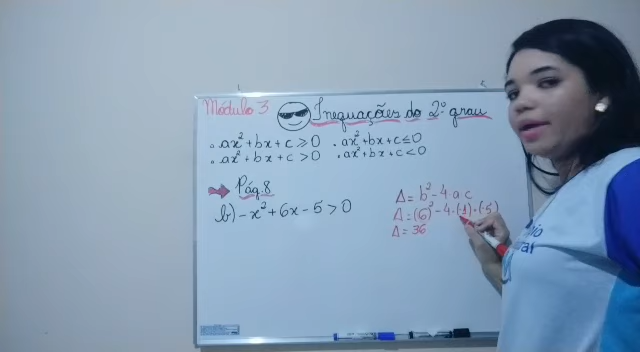 Módulo 3
Inequações do 2º grau
. ax² + bx + c ≥ 0 . ax² + bx + c ≤ 0
. ax² + bx + c > 0 . ax² + bx + c < 0
Pág. 8
b) - x² + 6x - 5 > 0
Δ = b² - 4 a c
Δ = (6)² - 4 · (-1) · (-5)
Δ = 36